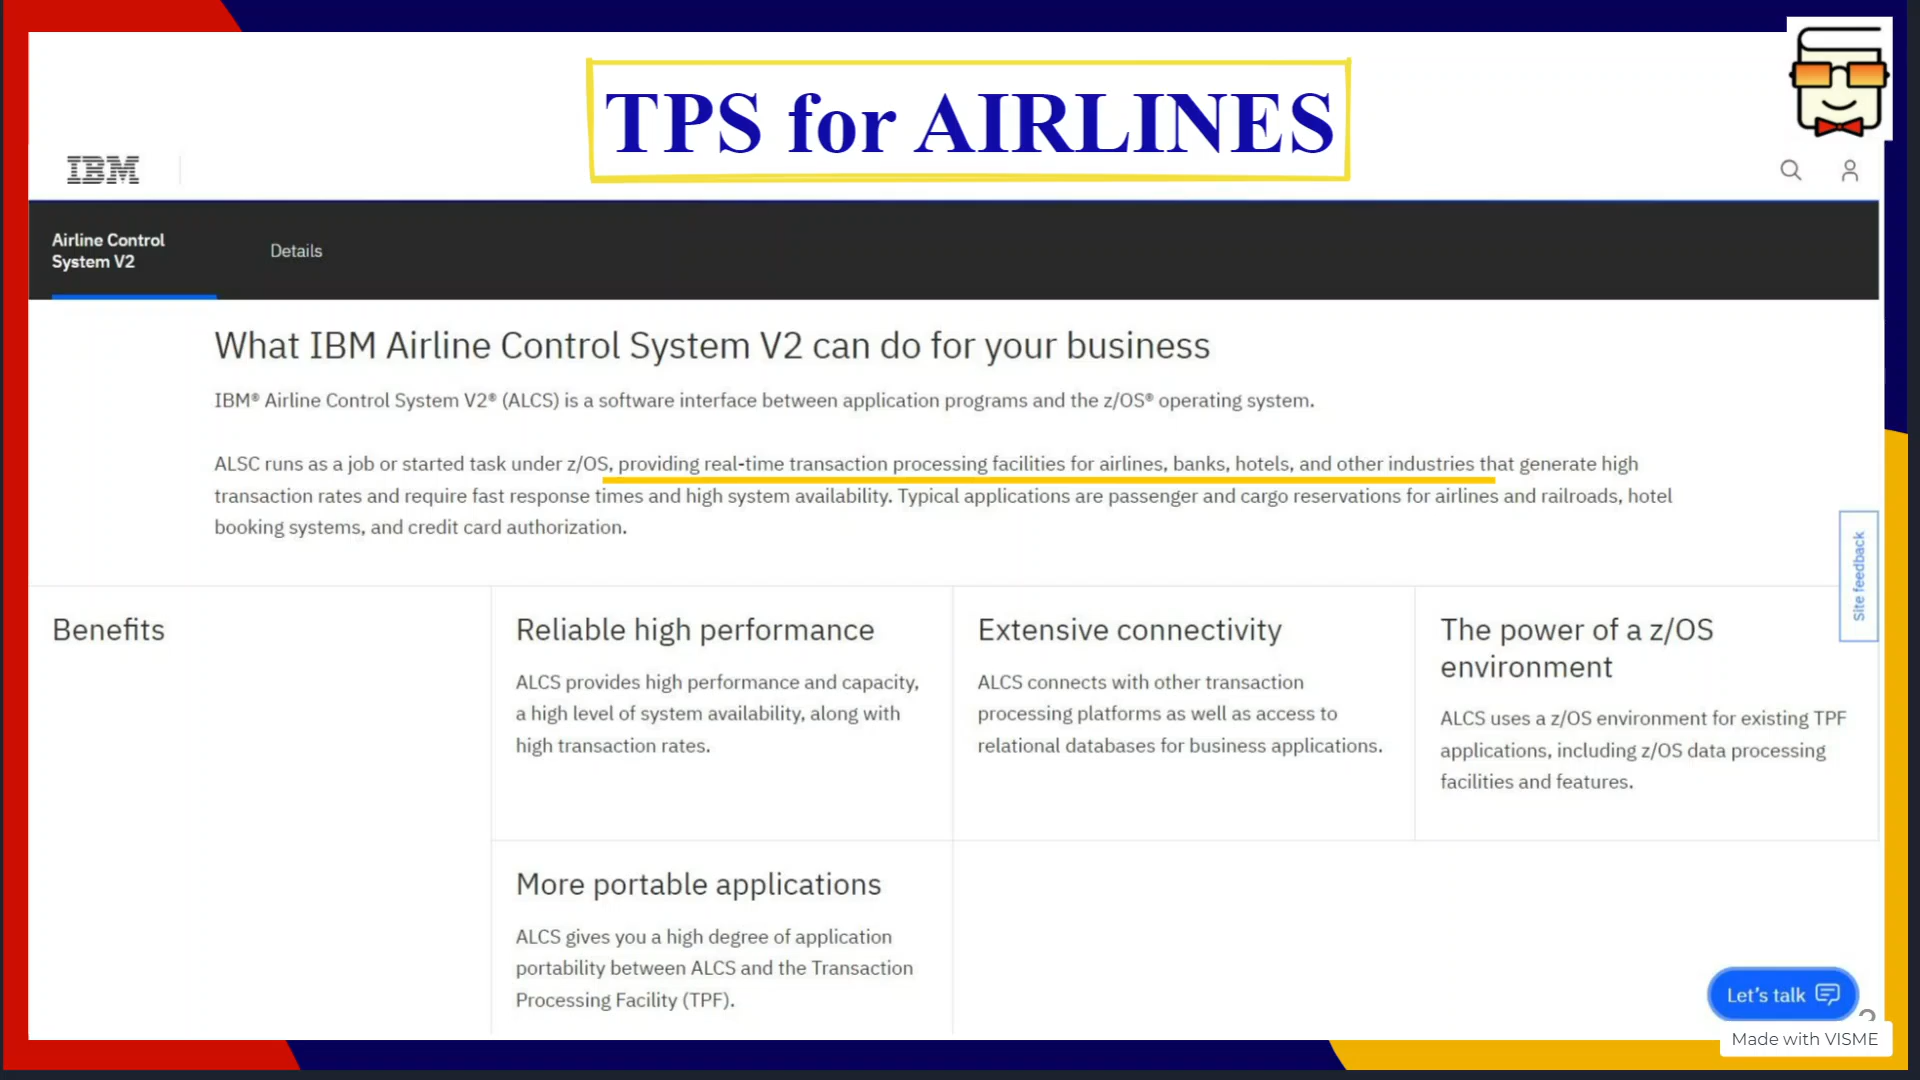 TPS for AIRLINES
IBM
Airline Control
System V2
Details
What IBM Airline Control System V2 can do for your business
IBM® Airline Control System V2® (ALCS) is a software interface between application programs and the z/OS® operating system.
ALSC runs as a job or started task under z/OS, providing real-time transaction processing facilities for airlines, banks, hotels, and other industries that generate high
transaction rates and require fast response times and high system availability. Typical applications are passenger and cargo reservations for airlines and railroads, hotel
booking systems, and credit card authorization.
Site feedback
Benefits
Reliable high performance
ALCS provides high performance and capacity,
a high level of system availability, along with
high transaction rates.
Extensive connectivity
ALCS connects with other transaction
processing platforms as well as access to
relational databases for business applications.
The power of a z/OS
environment
ALCS uses a z/OS environment for existing TPF
applications, including z/OS data processing
facilities and features.
More portable applications
ALCS gives you a high degree of application
portability between ALCS and the Transaction
Processing Facility (TPF).
Let's talk
Made with VISME